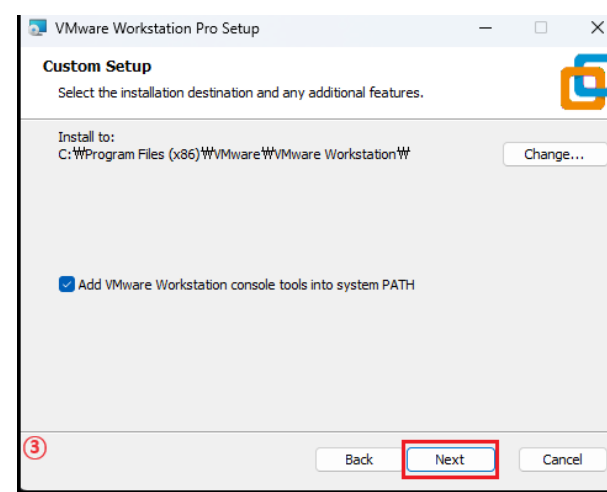 VMware Workstation Pro Setup
Custom Setup
Select the installation destination and any additional features.
Install to:
C:₩Program Files (x86)₩VMware₩VMware Workstation₩
Change...
Add VMware Workstation console tools into system PATH
③
Back
Next
Cancel